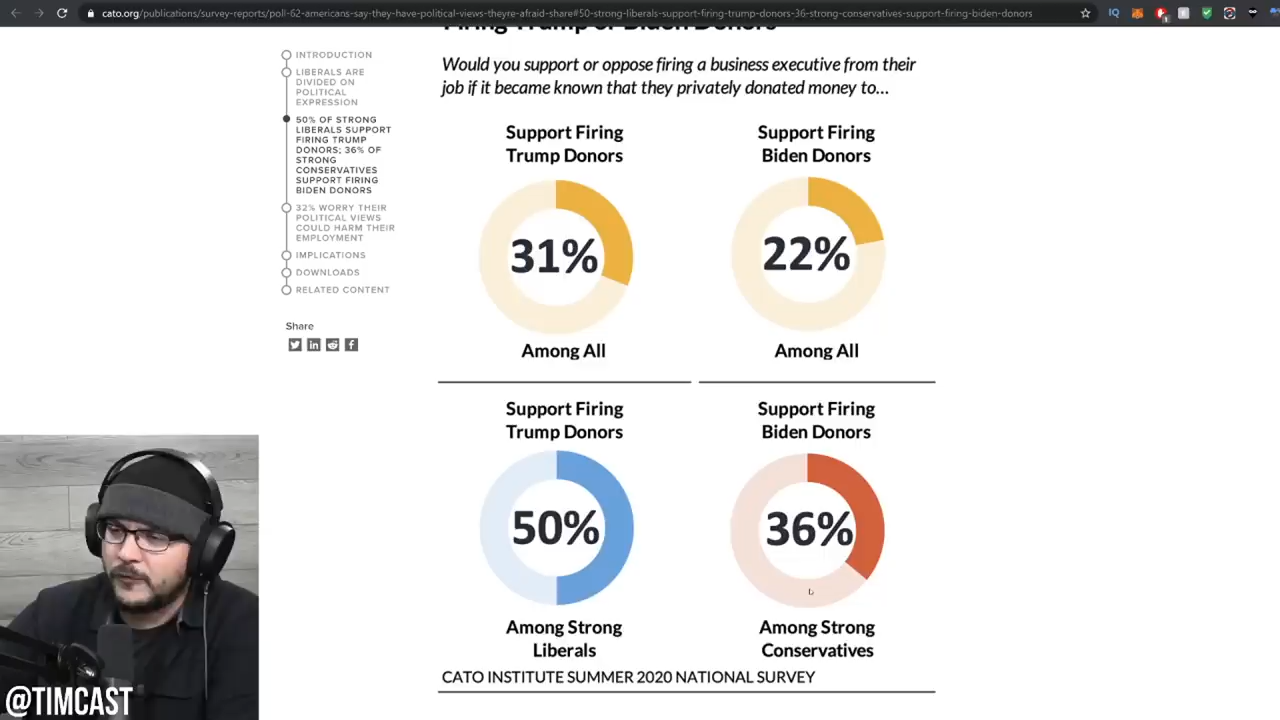 cato.org/publications/survey-reports/poll-62-americans-say-they-have-political-views-theyre-afraid-share#50-strong-liberals-support-firing-trump-donors-36-strong-conservatives-support-firing-biden-donors
Firing Trump or Biden Donors
INTRODUCTION
LIBERALS ARE
DIVIDED ON
POLITICAL
EXPRESSION
50% OF STRONG
LIBERALS SUPPORT
FIRING TRUMP
DONORS; 36% OF
STRONG
CONSERVATIVES
SUPPORT FIRING
BIDEN DONORS
32% WORRY THEIR
POLITICAL VIEWS
COULD HARM THEIR
EMPLOYMENT
IMPLICATIONS
DOWNLOADS
RELATED CONTENT
Share
Would you support or oppose firing a business executive from their
job if it became known that they privately donated money to...
Support Firing
Trump Donors
31%
Among All
Support Firing
Biden Donors
22%
Among All
Support Firing
Trump Donors
50%
Among Strong
Liberals
Support Firing
Biden Donors
36%
Among Strong
Conservatives
CATO INSTITUTE SUMMER 2020 NATIONAL SURVEY
@TIMCAST